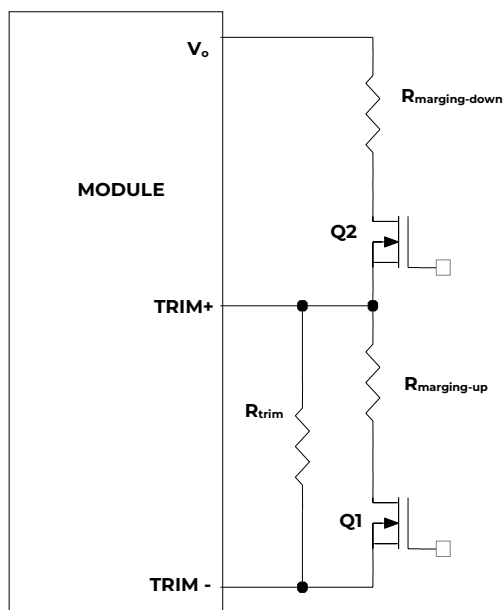 Vₒ
Rmarging-down
MODULE
Q2
TRIM+
Rmarging-up
Rtrim
Q1
TRIM -